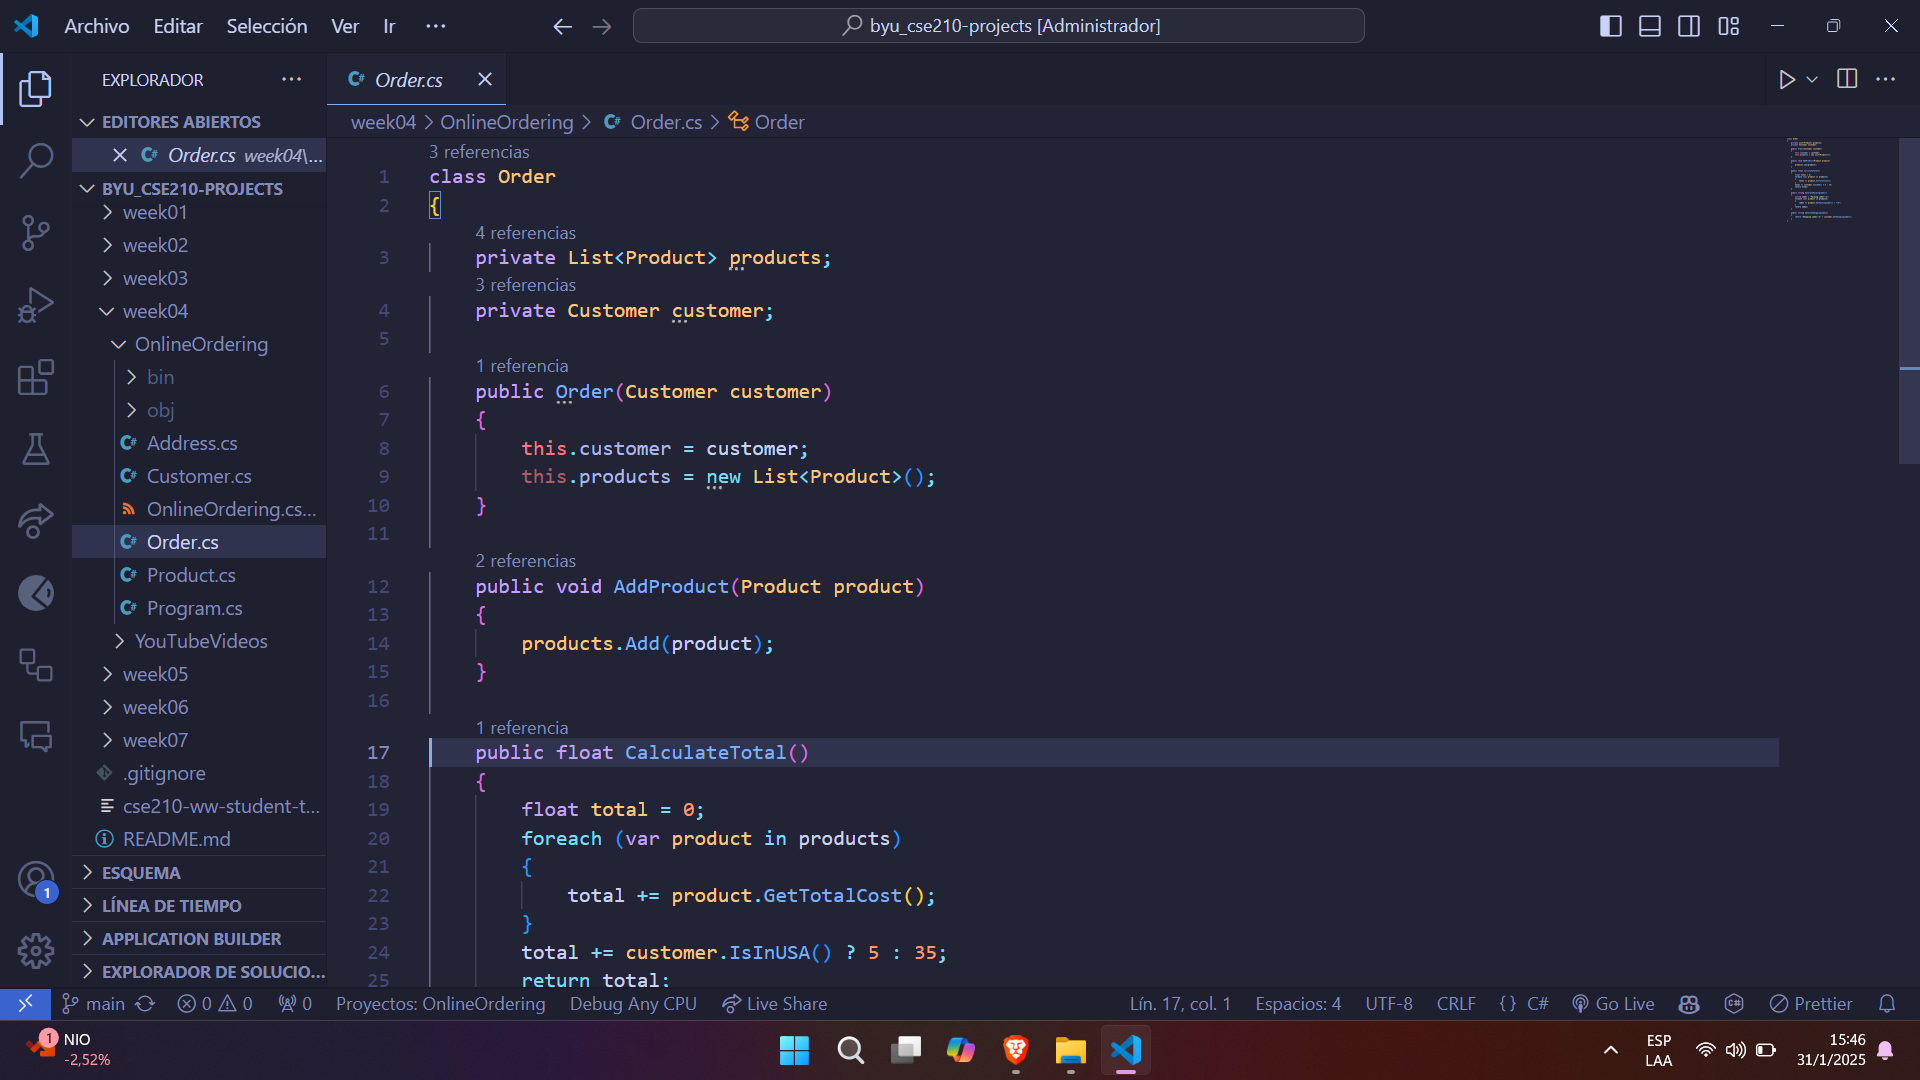 Archivo Editar Selección Ver Ir ···
byu_cse210-projects [Administrador]
EXPLORADOR
EDITORES ABIERTOS
Order.cs week04\...
BYU_CSE210-PROJECTS
week01
week02
week03
week04
OnlineOrdering
bin
obj
Address.cs
Customer.cs
OnlineOrdering.cs...
Order.cs
Product.cs
Program.cs
YouTubeVideos
week05
week06
week07
.gitignore
cse210-ww-student-t...
README.md
ESQUEMA
LÍNEA DE TIEMPO
APPLICATION BUILDER
EXPLORADOR DE SOLUCIO...
1
Order.cs
week04 > OnlineOrdering > Order.cs > Order
3 referencias
1 class Order
2 {
4 referencias
3 private List<Product> products;
3 referencias
4 private Customer customer;
5
1 referencia
6 public Order(Customer customer)
7 {
8 this.customer = customer;
9 this.products = new List<Product>();
10 }
11
2 referencias
12 public void AddProduct(Product product)
13 {
14 products.Add(product);
15 }
16
1 referencia
17 public float CalculateTotal()
18 {
19 float total = 0;
20 foreach (var product in products)
21 {
22 total += product.GetTotalCost();
23 }
24 total += customer.IsInUSA() ? 5 : 35;
25 return total;
main 0 0 0 Proyectos: OnlineOrdering Debug Any CPU Live Share Lín. 17, col. 1 Espacios: 4 UTF-8 CRLF {} C# Go Live Prettier
1 NIO
-2,52%
ESP
LAA
15:46
31/1/2025